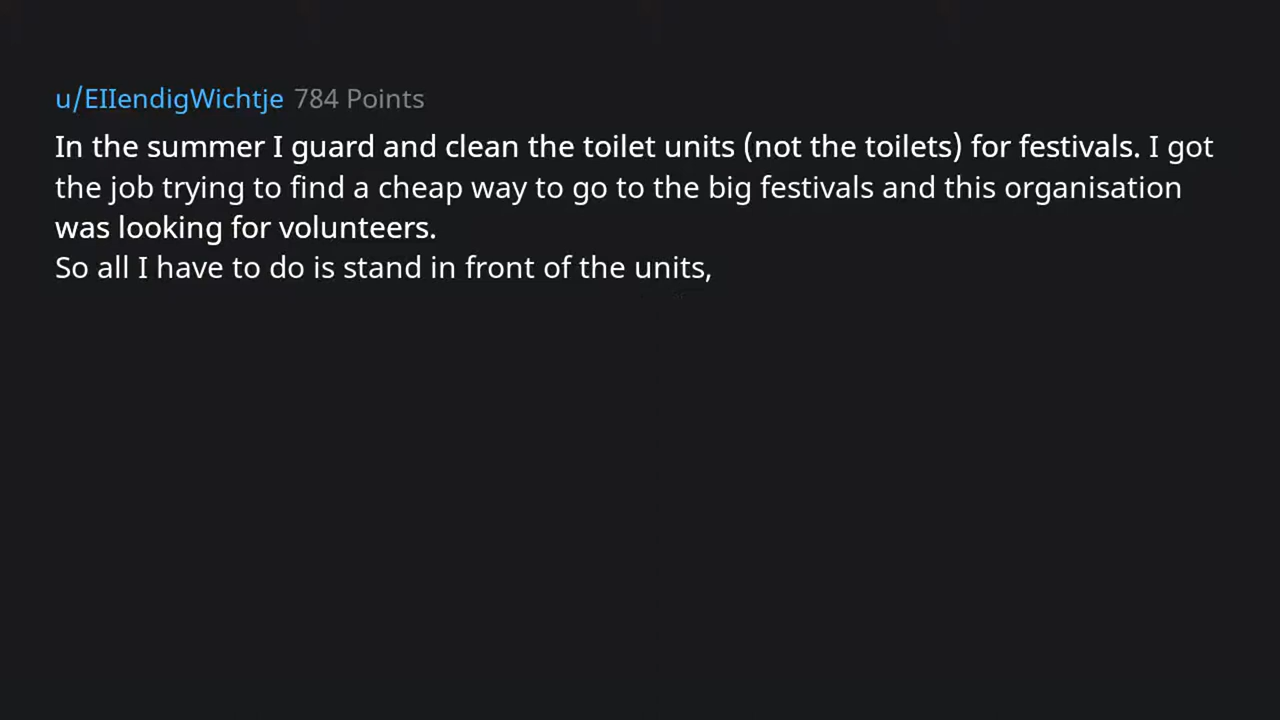 u/EIIendigWichtje 784 Points
In the summer I guard and clean the toilet units (not the toilets) for festivals. I got
the job trying to find a cheap way to go to the big festivals and this organisation
was looking for volunteers.
So all I have to do is stand in front of the units,